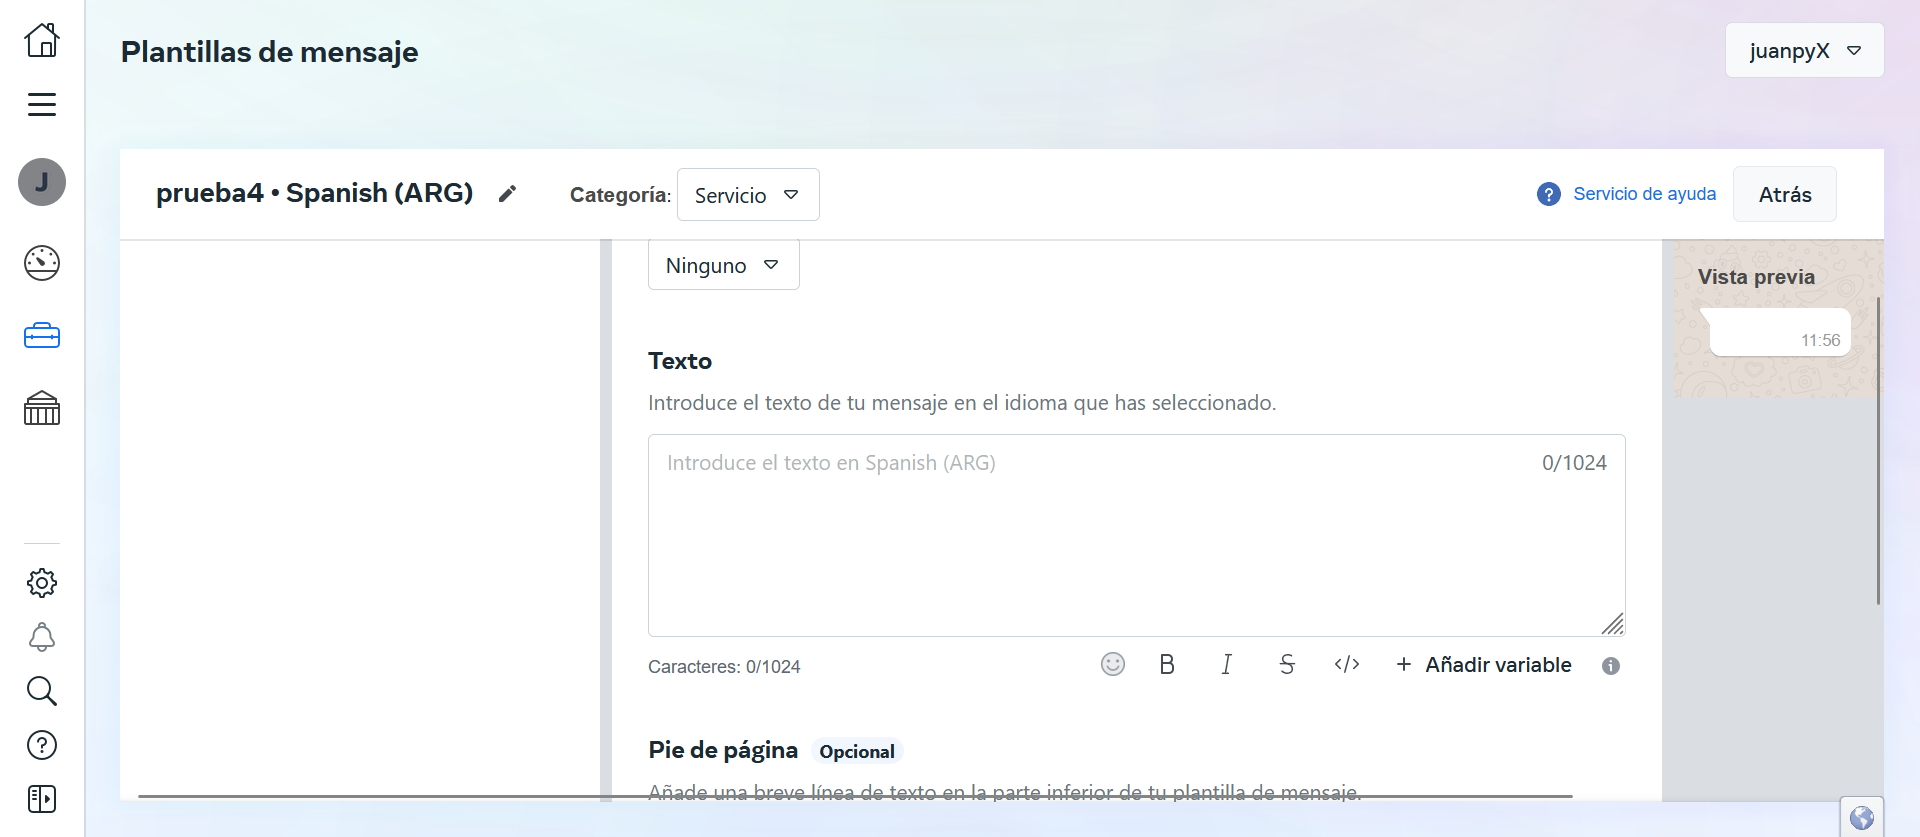 Plantillas de mensaje
juanpyX
J
prueba4 • Spanish (ARG)
Categoría:
Servicio
Servicio de ayuda
Atrás
Ninguno
Vista previa
11:56
Texto
Introduce el texto de tu mensaje en el idioma que has seleccionado.
Introduce el texto en Spanish (ARG)
0/1024
Caracteres: 0/1024
B I S </> + Añadir variable
Pie de página Opcional
Añade una breve línea de texto en la parte inferior de tu plantilla de mensaje.